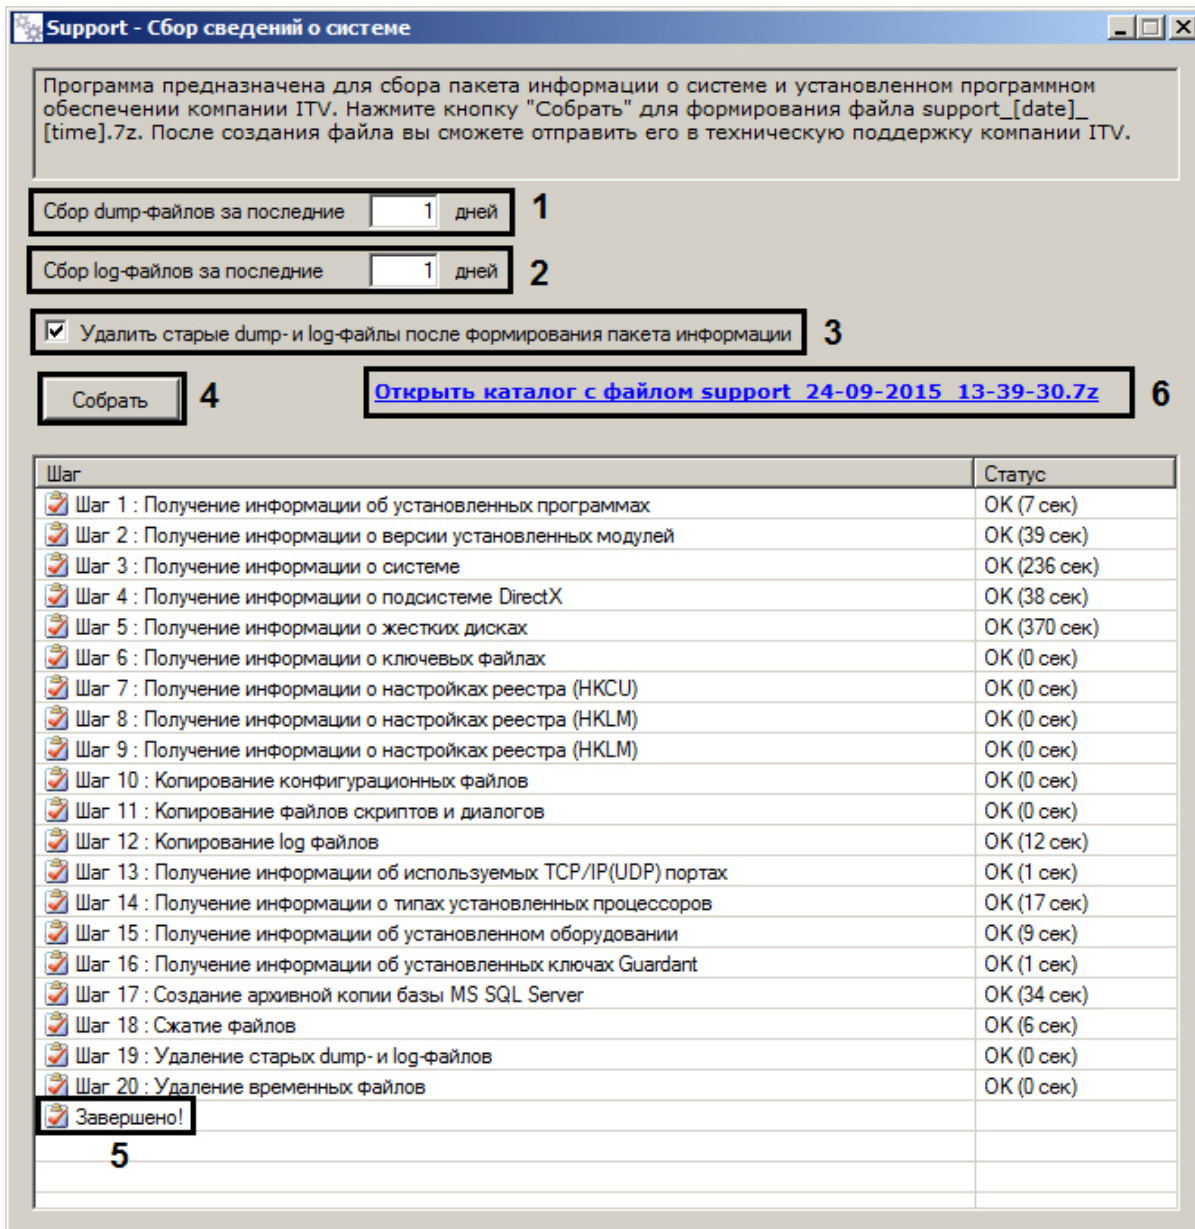 Support - Сбор сведений о системе
Программа предназначена для сбора пакета информации о системе и установленном программном
обеспечении компании ITV. Нажмите кнопку "Собрать" для формирования файла support_[date]_
[time].7z. После создания файла вы сможете отправить его в техническую поддержку компании ITV.
Сбор dump-файлов за последние 1 дней 1
Сбор log-файлов за последние 1 дней 2
Удалить старые dump- и log-файлы после формирования пакета информации 3
Собрать 4 Открыть каталог с файлом support_24-09-2015_13-39-30.7z 6
Шаг Статус
Шаг 1 : Получение информации об установленных программах OK (7 сек)
Шаг 2 : Получение информации о версии установленных модулей OK (39 сек)
Шаг 3 : Получение информации о системе OK (236 сек)
Шаг 4 : Получение информации о подсистеме DirectX OK (38 сек)
Шаг 5 : Получение информации о жестких дисках OK (370 сек)
Шаг 6 : Получение информации о ключевых файлах OK (0 сек)
Шаг 7 : Получение информации о настройках реестра (HKCU) OK (0 сек)
Шаг 8 : Получение информации о настройках реестра (HKLM) OK (0 сек)
Шаг 9 : Получение информации о настройках реестра (HKLM) OK (0 сек)
Шаг 10 : Копирование конфигурационных файлов OK (0 сек)
Шаг 11 : Копирование файлов скриптов и диалогов OK (0 сек)
Шаг 12 : Копирование log файлов OK (12 сек)
Шаг 13 : Получение информации об используемых TCP/IP(UDP) портах OK (1 сек)
Шаг 14 : Получение информации о типах установленных процессоров OK (17 сек)
Шаг 15 : Получение информации об установленном оборудовании OK (9 сек)
Шаг 16 : Получение информации об установленных ключах Guardant OK (1 сек)
Шаг 17 : Создание архивной копии базы MS SQL Server OK (34 сек)
Шаг 18 : Сжатие файлов OK (6 сек)
Шаг 19 : Удаление старых dump- и log-файлов OK (0 сек)
Шаг 20 : Удаление временных файлов OK (0 сек)
Завершено!
5